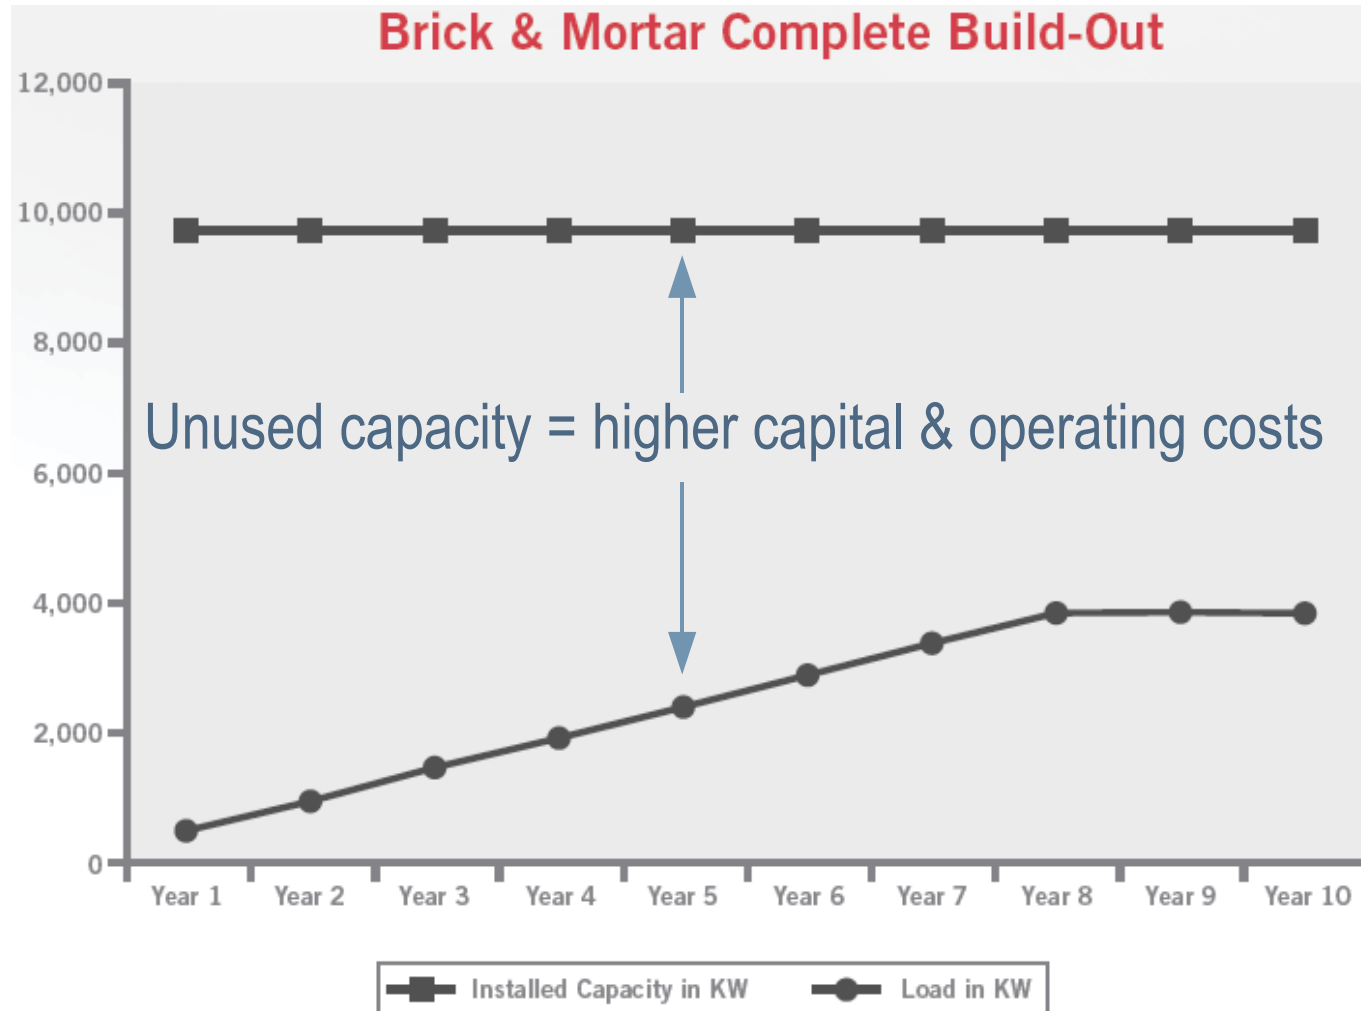 Brick & Mortar Complete Build-Out
12,000
10,000
8,000
Unused capacity = higher capital & operating costs
6,000
4,000
2,000
0
Year 1 Year 2 Year 3 Year 4 Year 5 Year 6 Year 7 Year 8 Year 9 Year 10
Installed Capacity in KW Load in KW